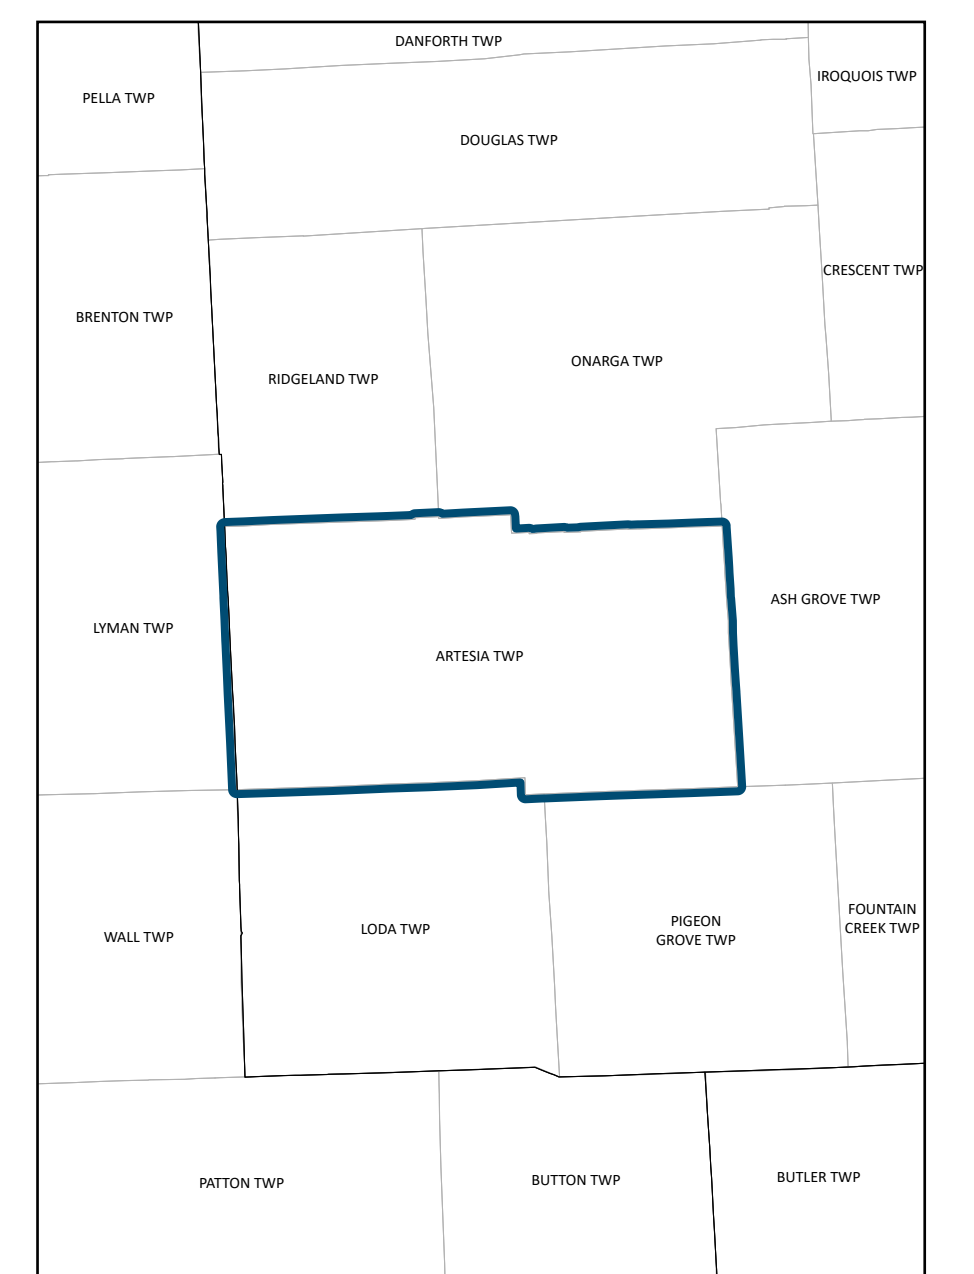 DANFORTH TWP
IROQUOIS TWP
PELLA TWP
DOUGLAS TWP
CRESCENT TWP
BRENTON TWP
ONARGA TWP
RIDGELAND TWP
ASH GROVE TWP
LYMAN TWP
ARTESIA TWP
FOUNTAIN
CREEK TWP
PIGEON
GROVE TWP
LODA TWP
WALL TWP
BUTLER TWP
BUTTON TWP
PATTON TWP